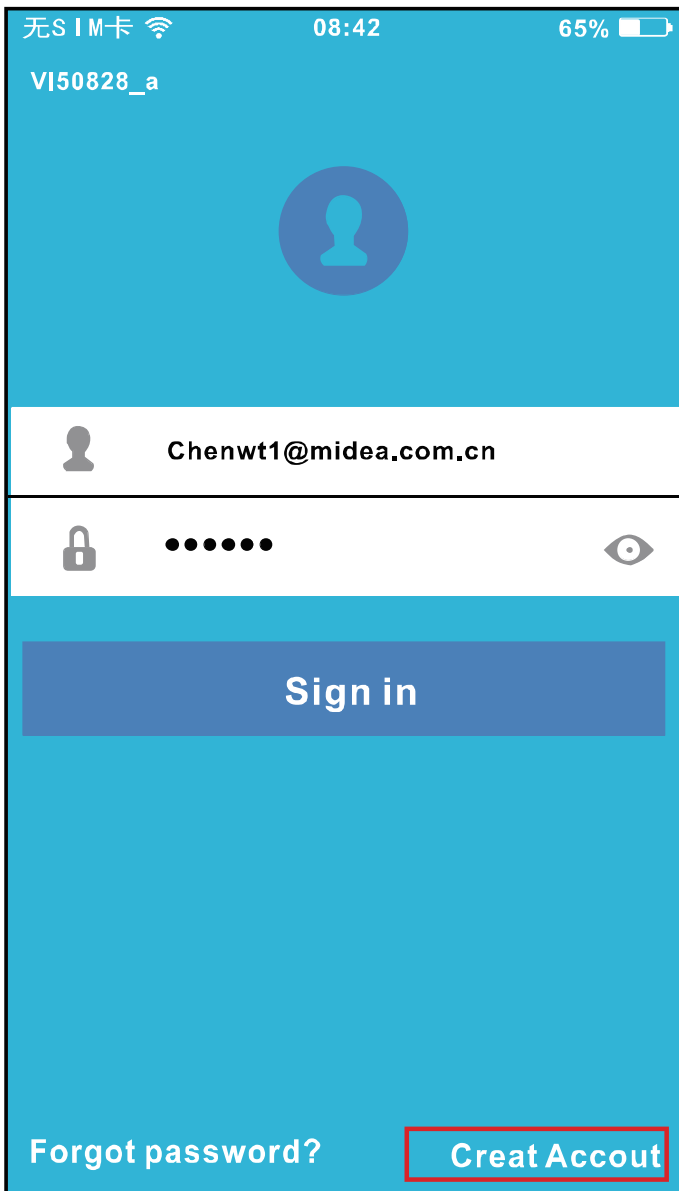 无SIM卡 08:42 65%
VI50828_a
Chenwt1@midea.com.cn
••••••
Sign in
Forgot password? Creat Accout